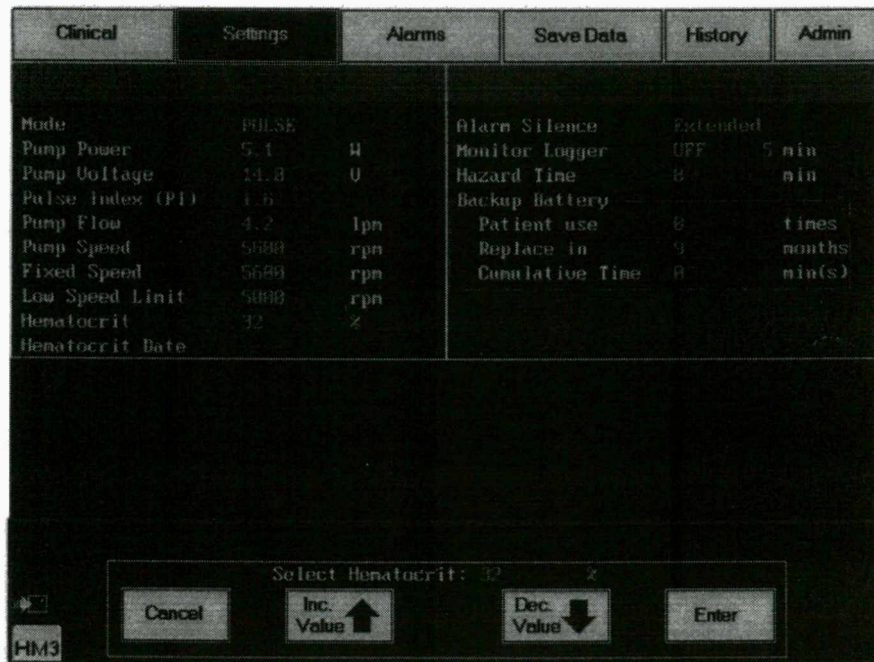 Clinical Settings Alarms Save Data History Admin
Mode PULSE
Pump Power 5.1 W
Pump Voltage 14.0 V
Pulse Index (PI) 1.6
Pump Flow 4.2 lpm
Pump Speed 5600 rpm
Fixed Speed 5600 rpm
Low Speed Limit 5000 rpm
Hematocrit 32 %
Hematocrit Date
Alarm Silence Extended
Monitor Logger OFF 5 min
Hazard Time 0 min
Backup Battery
Patient use 0 times
Replace in 9 months
Cumulative Time 0 min(s)
Select Hematocrit: 32 %
Cancel Inc. Value Dec. Value Enter
HM3